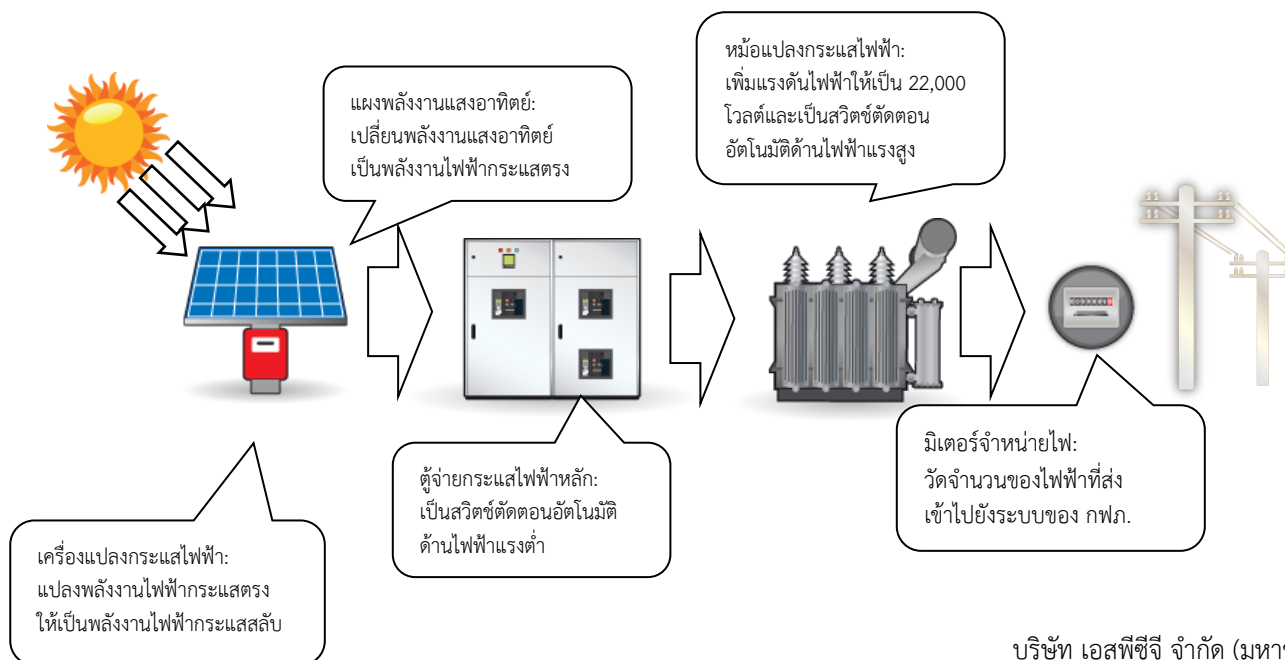 หม้อแปลงกระแสไฟฟ้า:
เพิ่มแรงดันไฟฟ้าให้เป็น 22,000
โวลต์และเป็นสวิตช์ตัดตอน
อัตโนมัติด้านไฟฟ้าแรงสูง
แผงพลังงานแสงอาทิตย์:
เปลี่ยนพลังงานแสงอาทิตย์
เป็นพลังงานไฟฟ้ากระแสตรง
มิเตอร์จำหน่ายไฟ:
วัดจำนวนของไฟฟ้าที่ส่ง
เข้าไปยังระบบของ กฟภ.
ตู้จ่ายกระแสไฟฟ้าหลัก:
เป็นสวิตช์ตัดตอนอัตโนมัติ
ด้านไฟฟ้าแรงต่ำ
เครื่องแปลงกระแสไฟฟ้า:
แปลงพลังงานไฟฟ้ากระแสตรง
ให้เป็นพลังงานไฟฟ้ากระแสสลับ
บริษัท เอสพีซีจี จำกัด (มหา